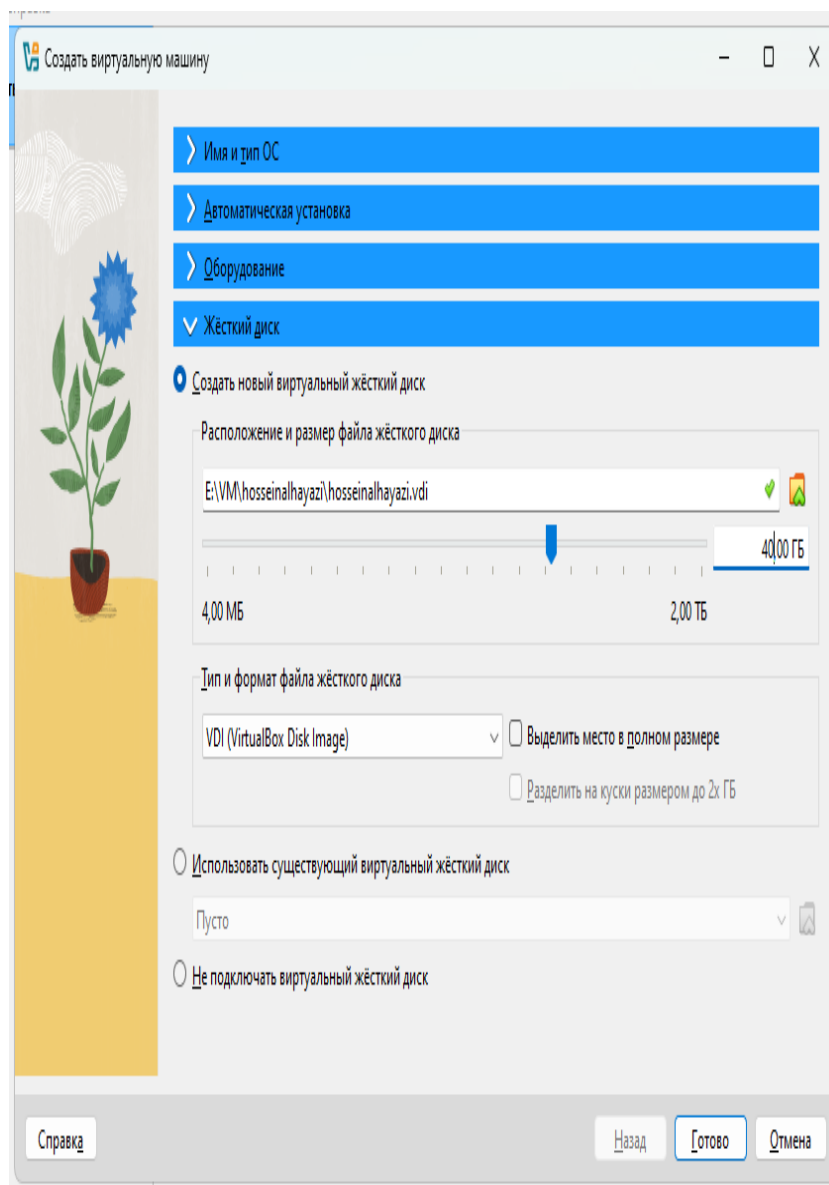 Создать виртуальную машину
Имя и тип ОС
Автоматическая установка
Оборудование
Жёсткий диск
Создать новый виртуальный жёсткий диск
Расположение и размер файла жёсткого диска
E:\VM\hosseinalhayazi\hosseinalhayazi.vdi
40,00 ГБ
4,00 МБ 2,00 ТБ
Тип и формат файла жёсткого диска
VDI (VirtualBox Disk Image) Выделить место в полном размере
Разделить на куски размером до 2х ГБ
Использовать существующий виртуальный жёсткий диск
Пусто
Не подключать виртуальный жёсткий диск
Справка Назад Готово Отмена